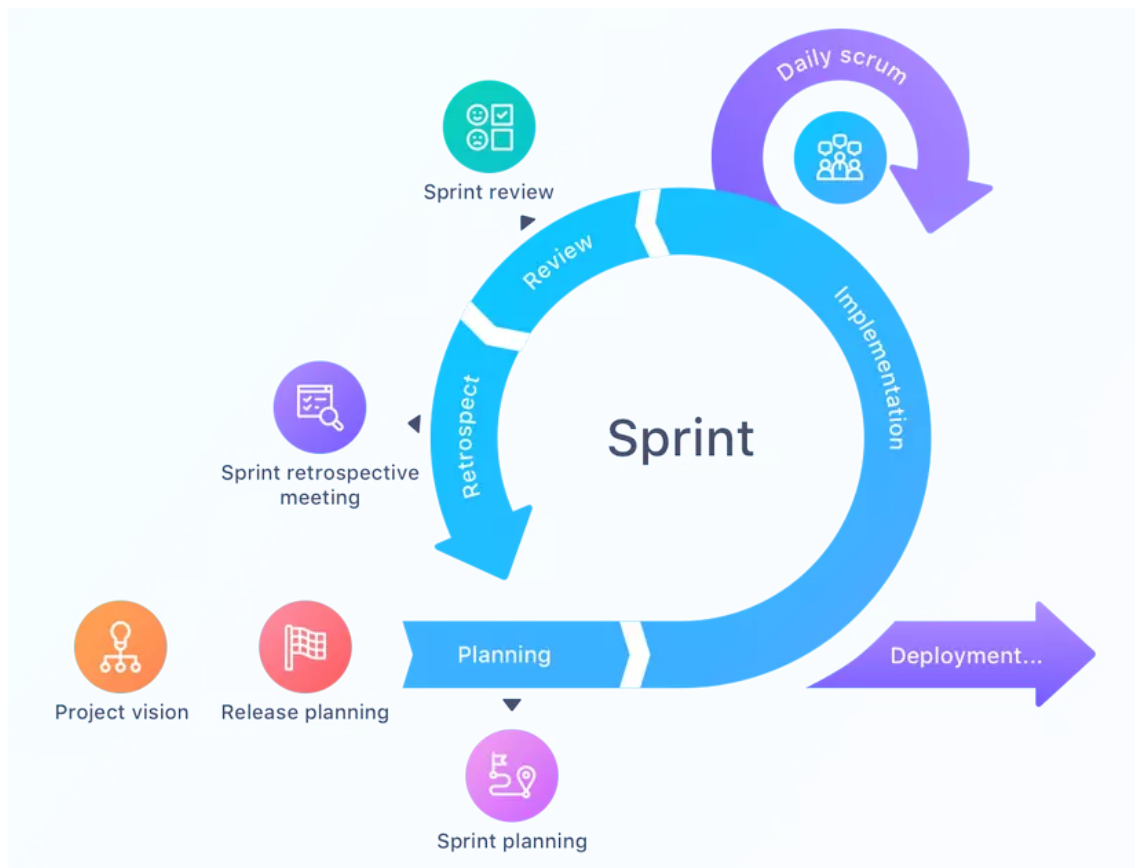 Daily scrum
Sprint review
Review
Implementation
Retrospect
Sprint
Sprint retrospective
meeting
Planning
Deployment...
Project vision
Release planning
Sprint planning